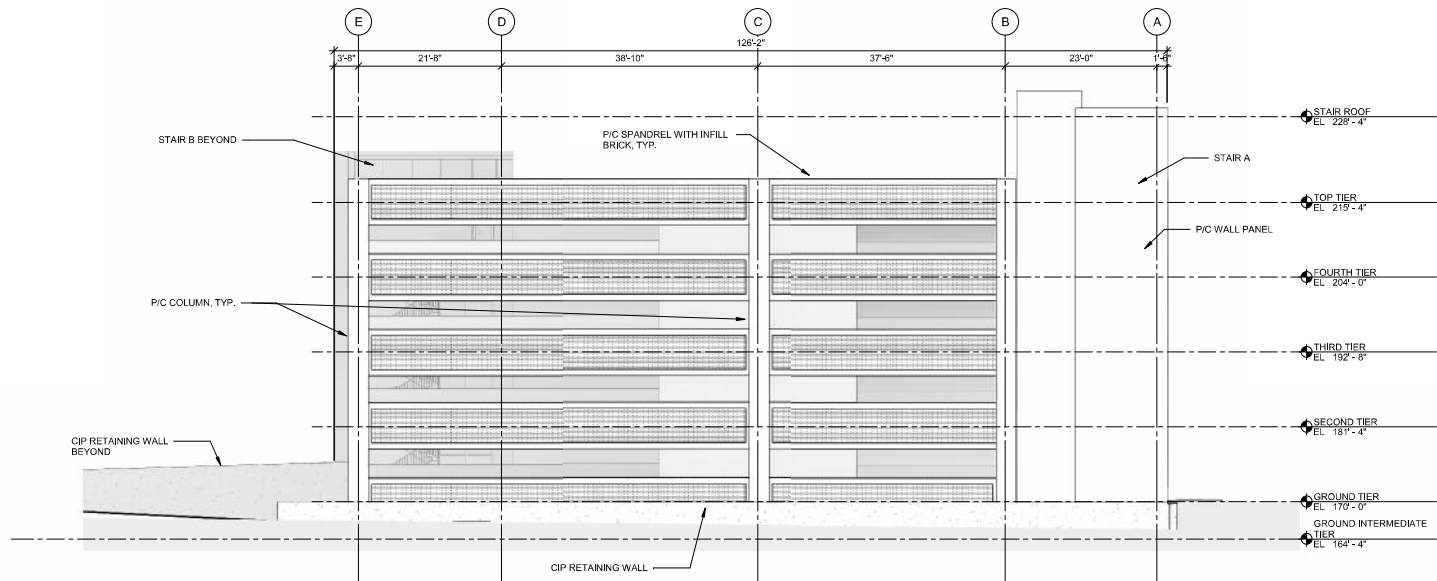 E
D
C
B
A
126'-2"
3'-8"
21'-8"
38'-10"
37'-6"
23'-0"
1'-6"
STAIR ROOF
EL 228' - 4"
STAIR B BEYOND
P/C SPANDREL WITH INFILL
BRICK, TYP.
STAIR A
TOP TIER
EL 215' - 4"
P/C WALL PANEL
FOURTH TIER
EL 204' - 0"
P/C COLUMN, TYP.
THIRD TIER
EL 192' - 8"
SECOND TIER
EL 181' - 4"
CIP RETAINING WALL
BEYOND
GROUND TIER
EL 170' - 0"
GROUND INTERMEDIATE
TIER
EL 164' - 4"
CIP RETAINING WALL